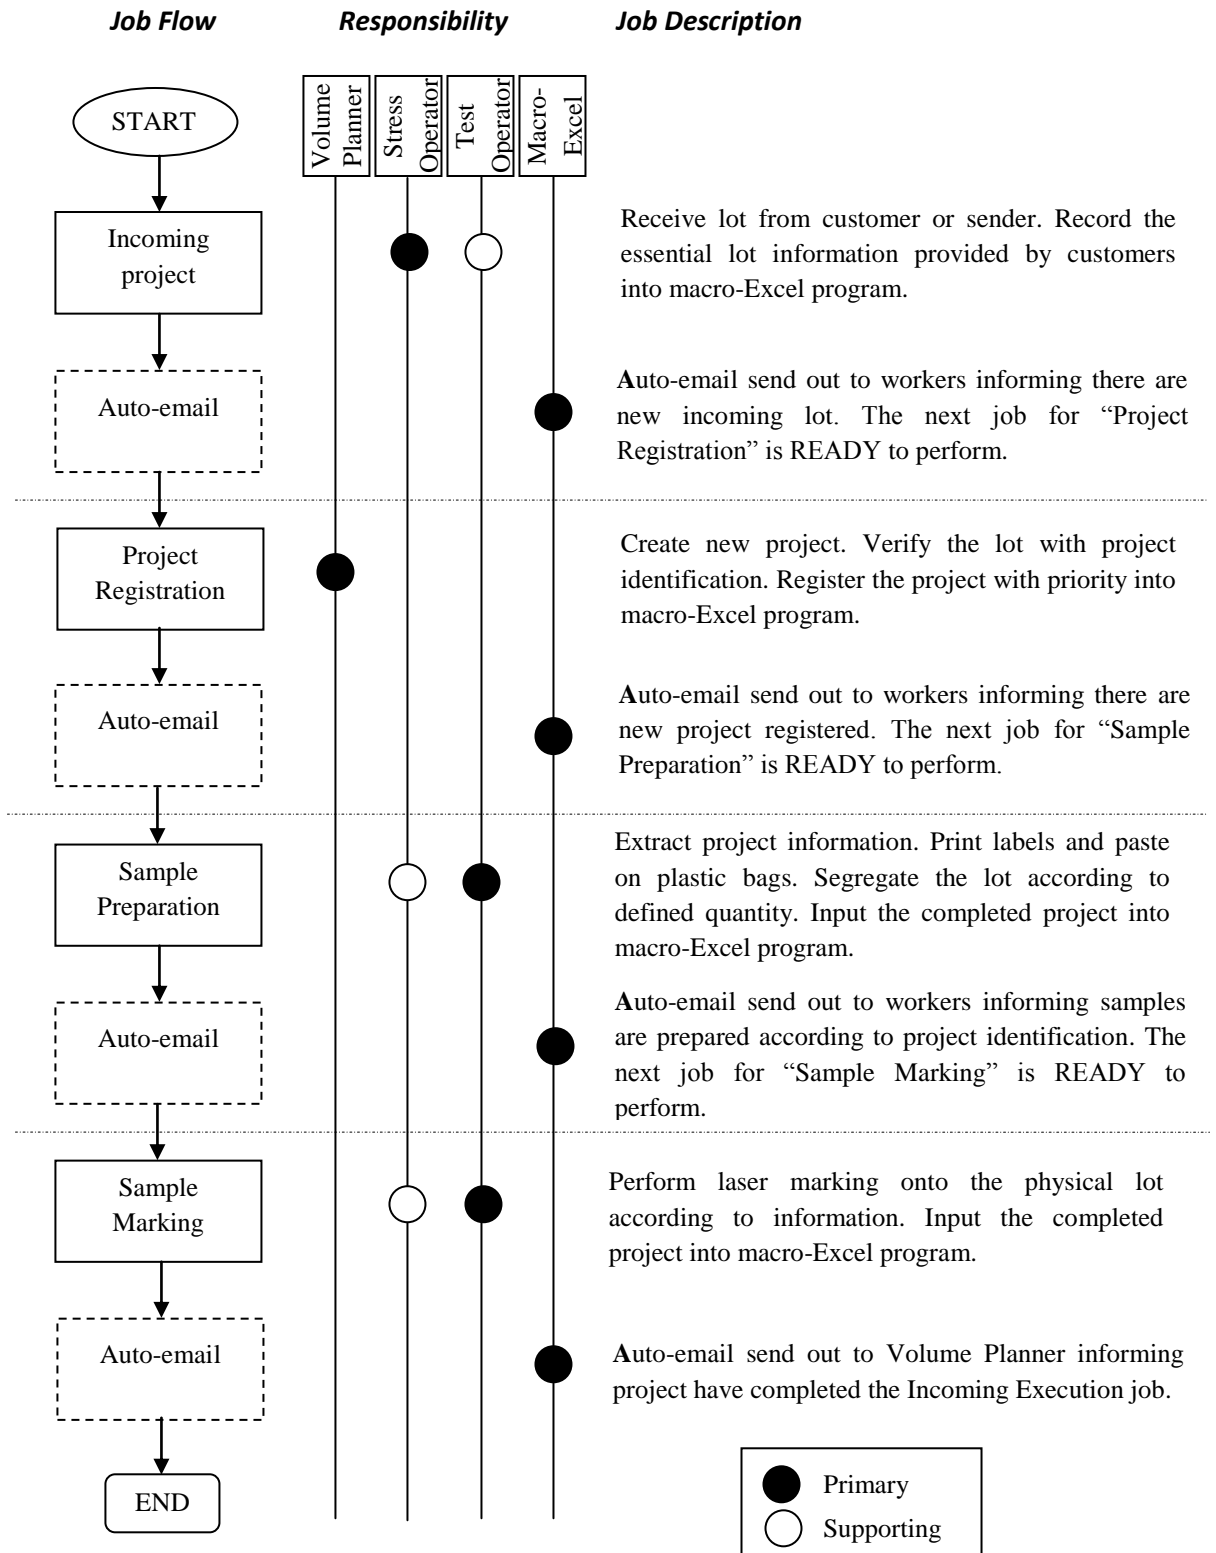 Job Flow
Responsibility
Job Description
START
Volume
Planner
Stress
Operator
Test
Operator
Macro-
Excel
Incoming
project
Receive lot from customer or sender. Record the
essential lot information provided by customers
into macro-Excel program.
Auto-email
Auto-email send out to workers informing there are
new incoming lot. The next job for “Project
Registration” is READY to perform.
Project
Registration
Create new project. Verify the lot with project
identification. Register the project with priority into
macro-Excel program.
Auto-email
Auto-email send out to workers informing there are
new project registered. The next job for “Sample
Preparation” is READY to perform.
Sample
Preparation
Extract project information. Print labels and paste
on plastic bags. Segregate the lot according to
defined quantity. Input the completed project into
macro-Excel program.
Auto-email
Auto-email send out to workers informing samples
are prepared according to project identification. The
next job for “Sample Marking” is READY to
perform.
Sample
Marking
Perform laser marking onto the physical lot
according to information. Input the completed
project into macro-Excel program.
Auto-email
Auto-email send out to Volume Planner informing
project have completed the Incoming Execution job.
END
Primary
Supporting